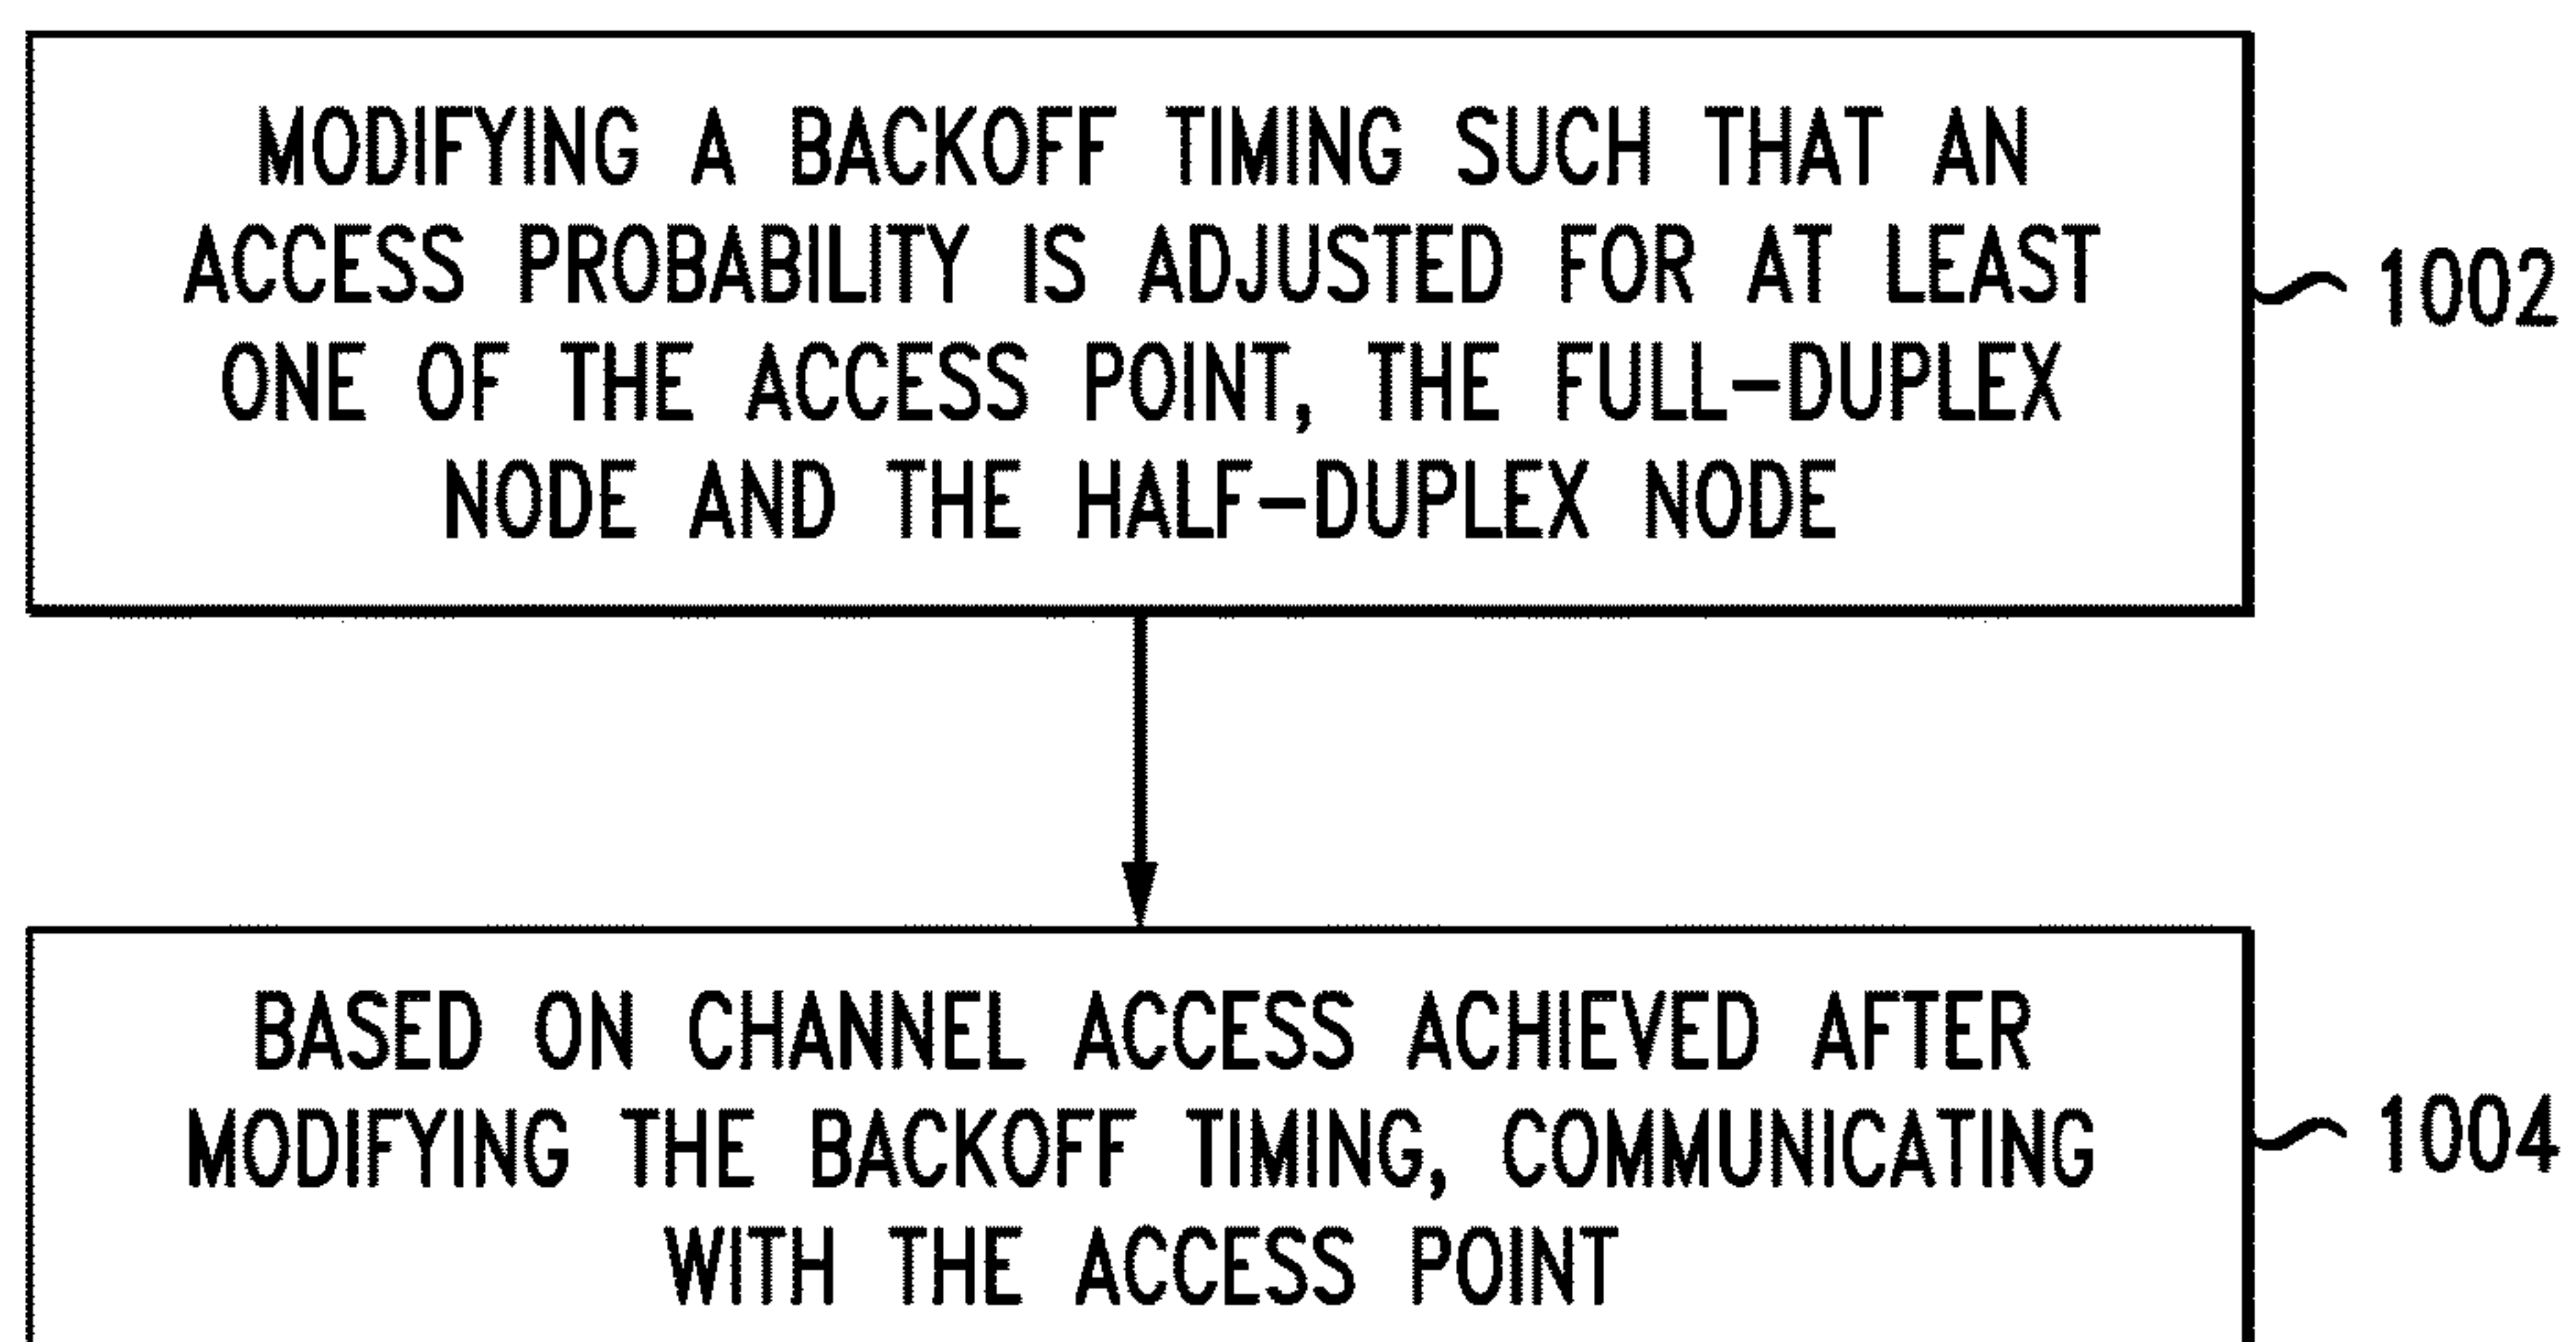 MODIFYING A BACKOFF TIMING SUCH THAT AN
ACCESS PROBABILITY IS ADJUSTED FOR AT LEAST
ONE OF THE ACCESS POINT, THE FULL-DUPLEX
NODE AND THE HALF-DUPLEX NODE
1002
BASED ON CHANNEL ACCESS ACHIEVED AFTER
MODIFYING THE BACKOFF TIMING, COMMUNICATING
WITH THE ACCESS POINT
1004